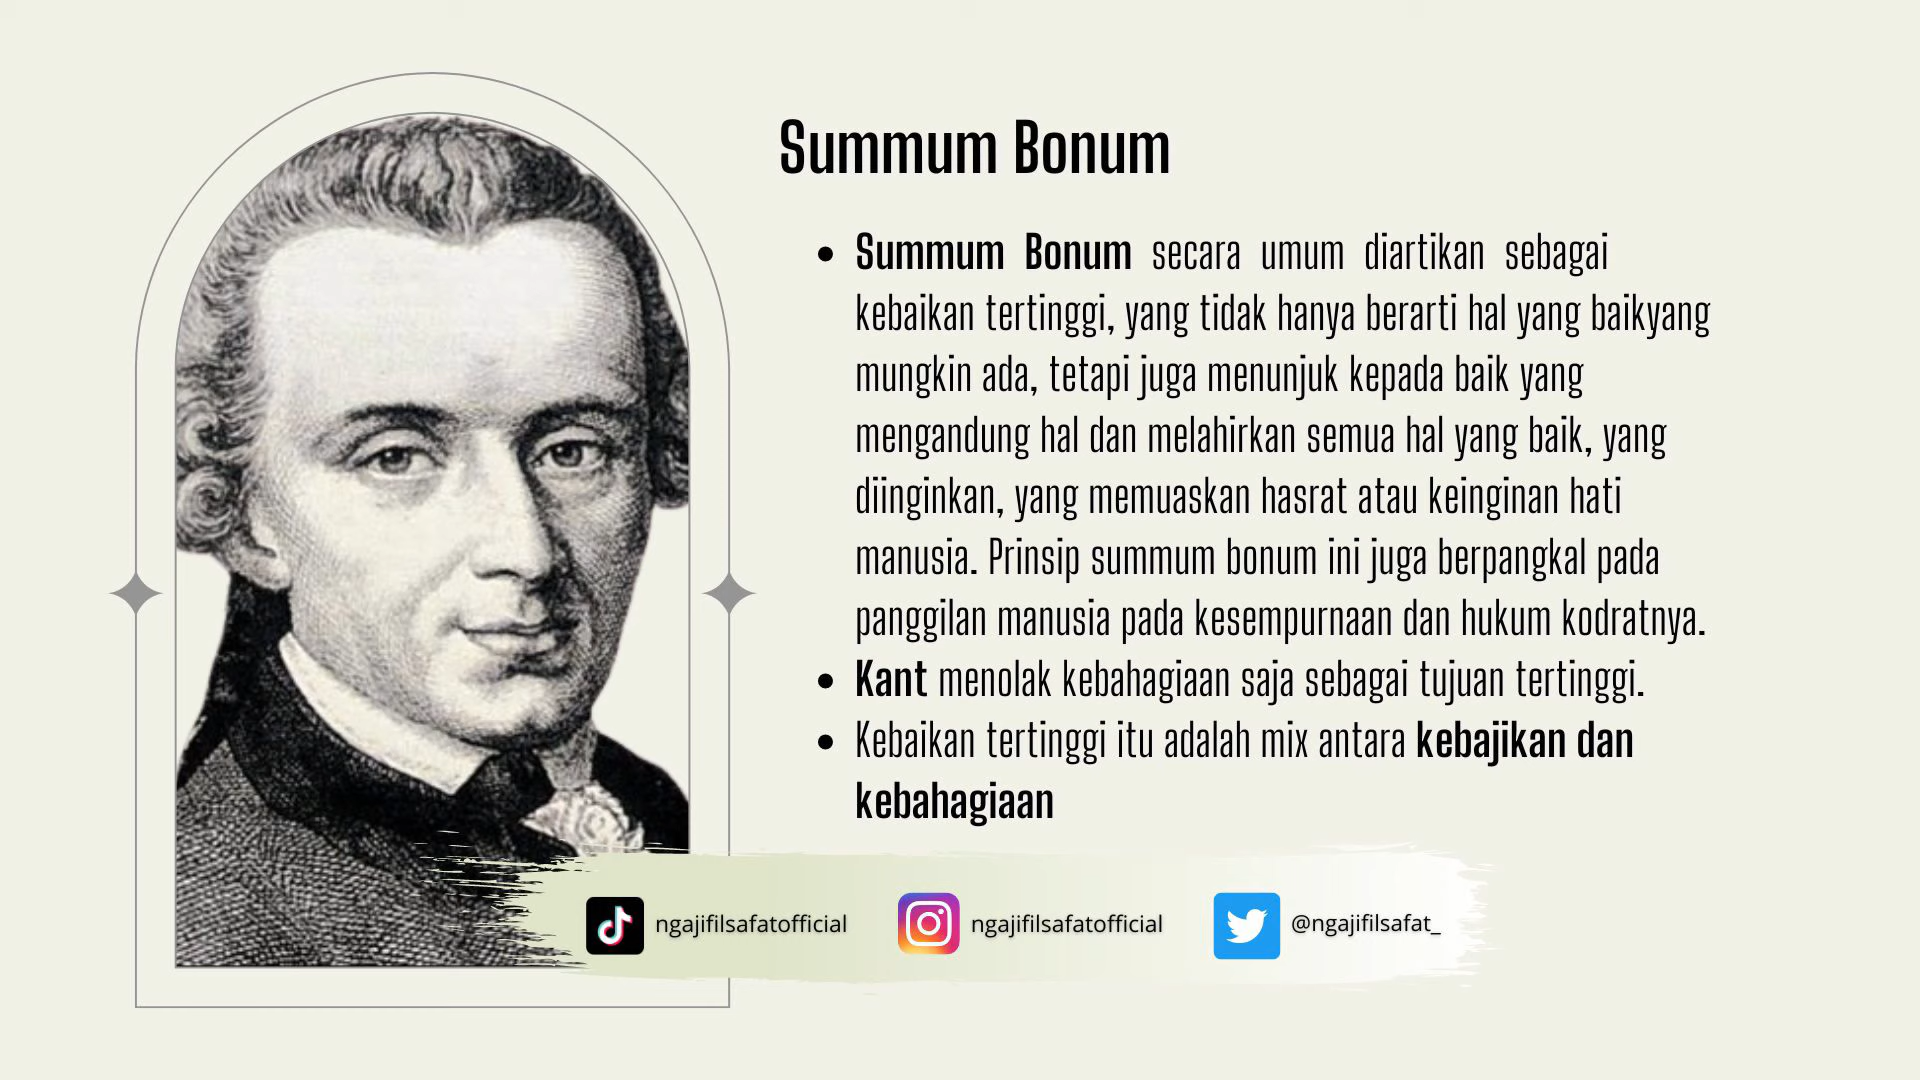 Summum Bonum
• Summum Bonum secara umum diartikan sebagai
kebaikan tertinggi, yang tidak hanya berarti hal yang baikyang
mungkin ada, tetapi juga menunjuk kepada baik yang
mengandung hal dan melahirkan semua hal yang baik, yang
diinginkan, yang memuaskan hasrat atau keinginan hati
manusia. Prinsip summum bonum ini juga berpangkal pada
panggilan manusia pada kesempurnaan dan hukum kodratnya.
• Kant menolak kebahagiaan saja sebagai tujuan tertinggi.
• Kebaikan tertinggi itu adalah mix antara kebajikan dan
kebahagiaan
ngajifilsafatofficial
ngajifilsafatofficial
@ngajifilsafat_